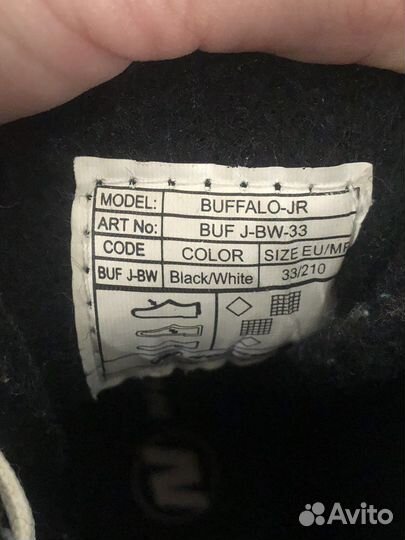 MODEL: BUFFALO-JR
ART No: BUF J-BW-33
CODE COLOR SIZE EU/MP
BUF J-BW Black/White 33/210
N
Avito